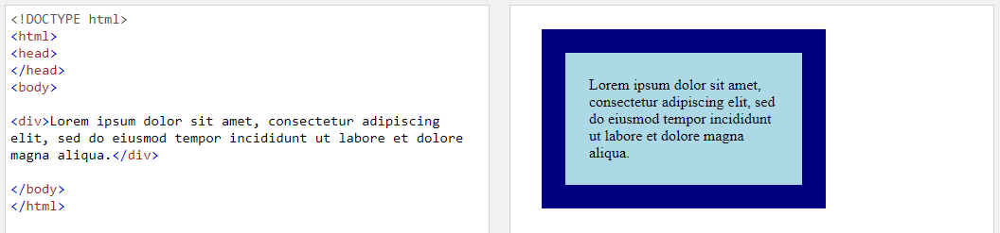 <!DOCTYPE html>
<html>
<head>
</head>
<body>
<div>Lorem ipsum dolor sit amet, consectetur adipiscing
elit, sed do eiusmod tempor incididunt ut labore et dolore
magna aliqua.</div>
</body>
</html>
Lorem ipsum dolor sit amet,
consectetur adipiscing elit, sed
do eiusmod tempor incididunt
ut labore et dolore magna
aliqua.